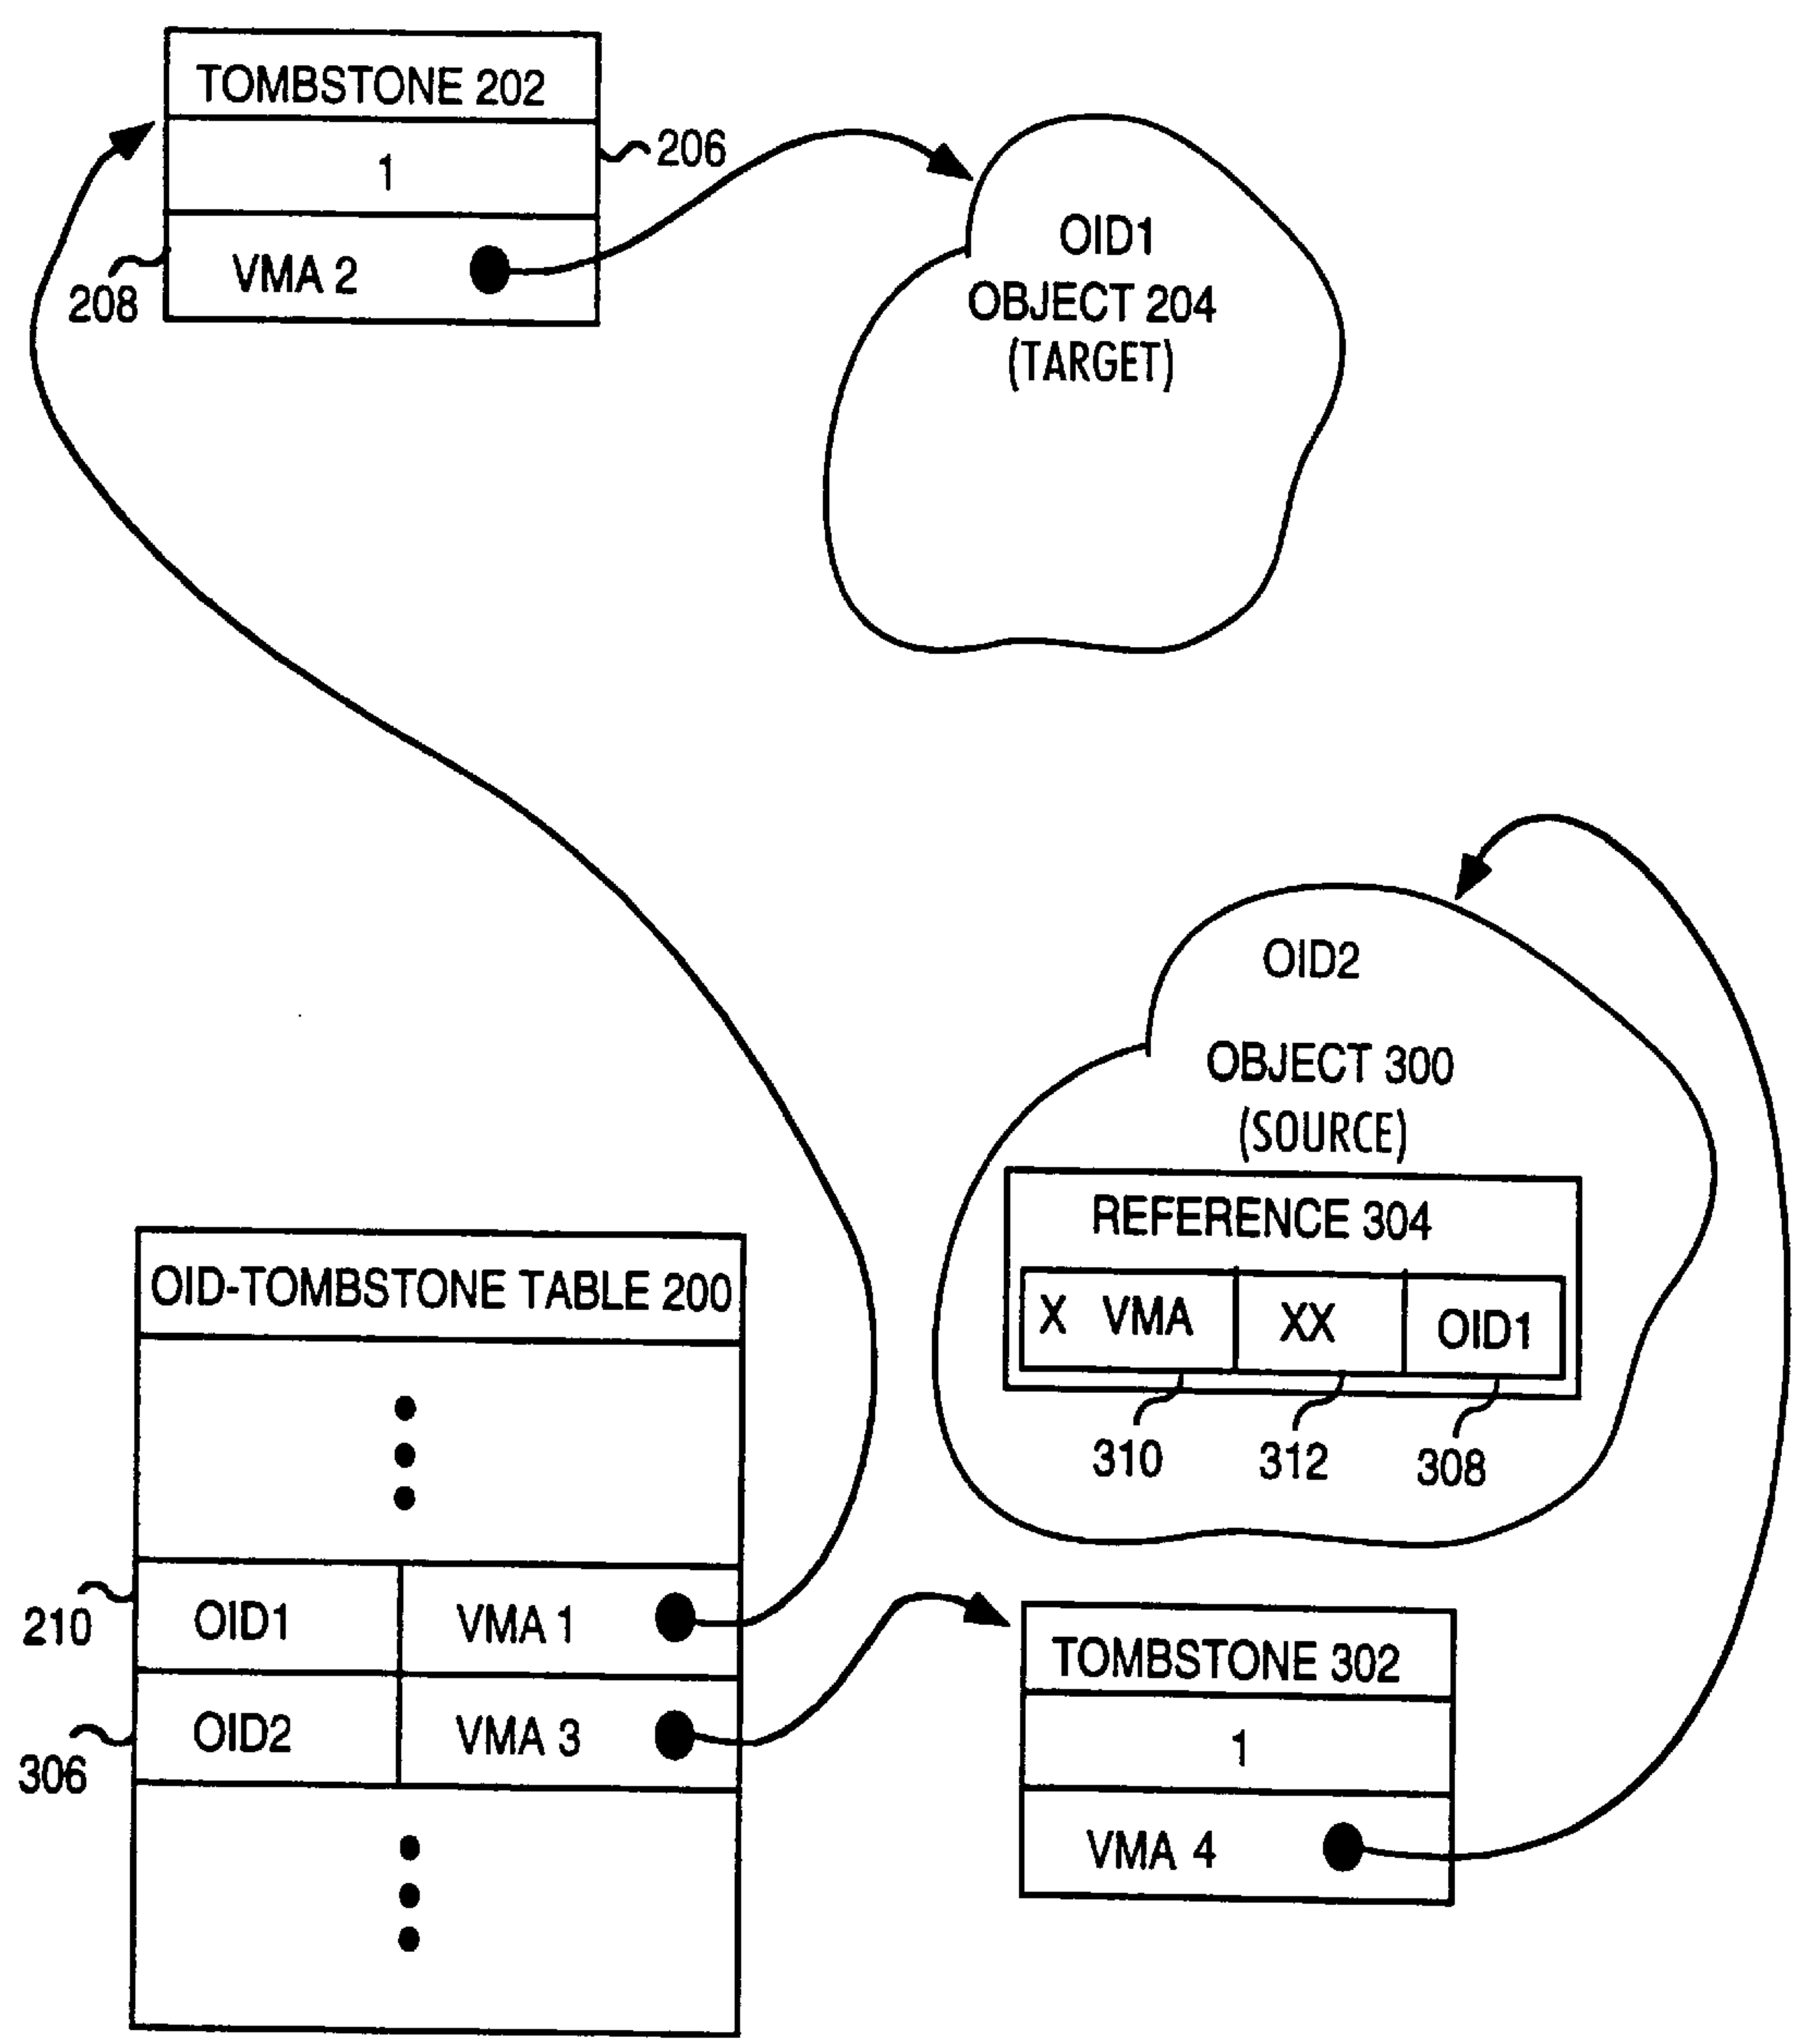 TOMBSTONE 202
1
206
VMA 2
208
OID1
OBJECT 204
(TARGET)
OID2
OBJECT 300
(SOURCE)
REFERENCE 304
X VMA XX OID1
310 312 308
OID-TOMBSTONE TABLE 200
210 OID1 VMA 1
306 OID2 VMA 3
TOMBSTONE 302
1
VMA 4